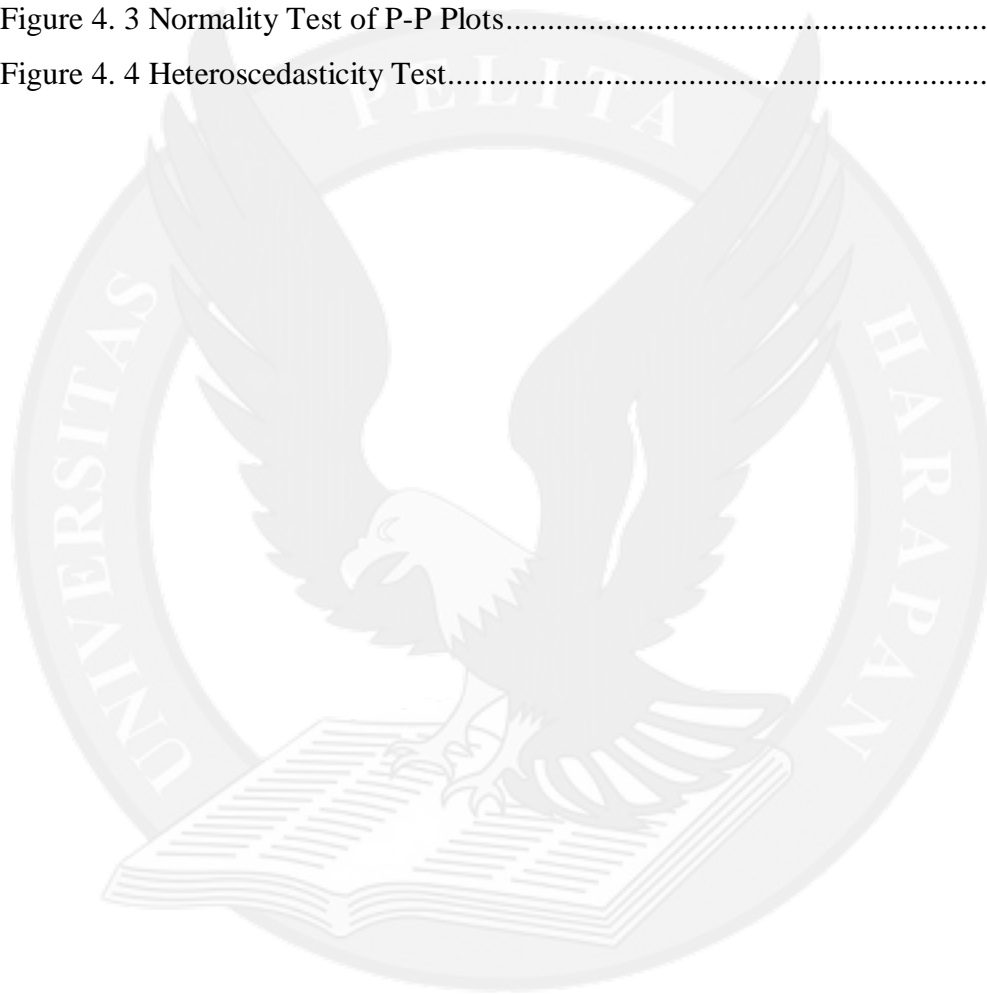 Figure 4. 3 Normality Test of P-P Plots..........................................................
Figure 4. 4 Heteroscedasticity Test.................................................................
UNIVERSITAS PELITA HARAPAN